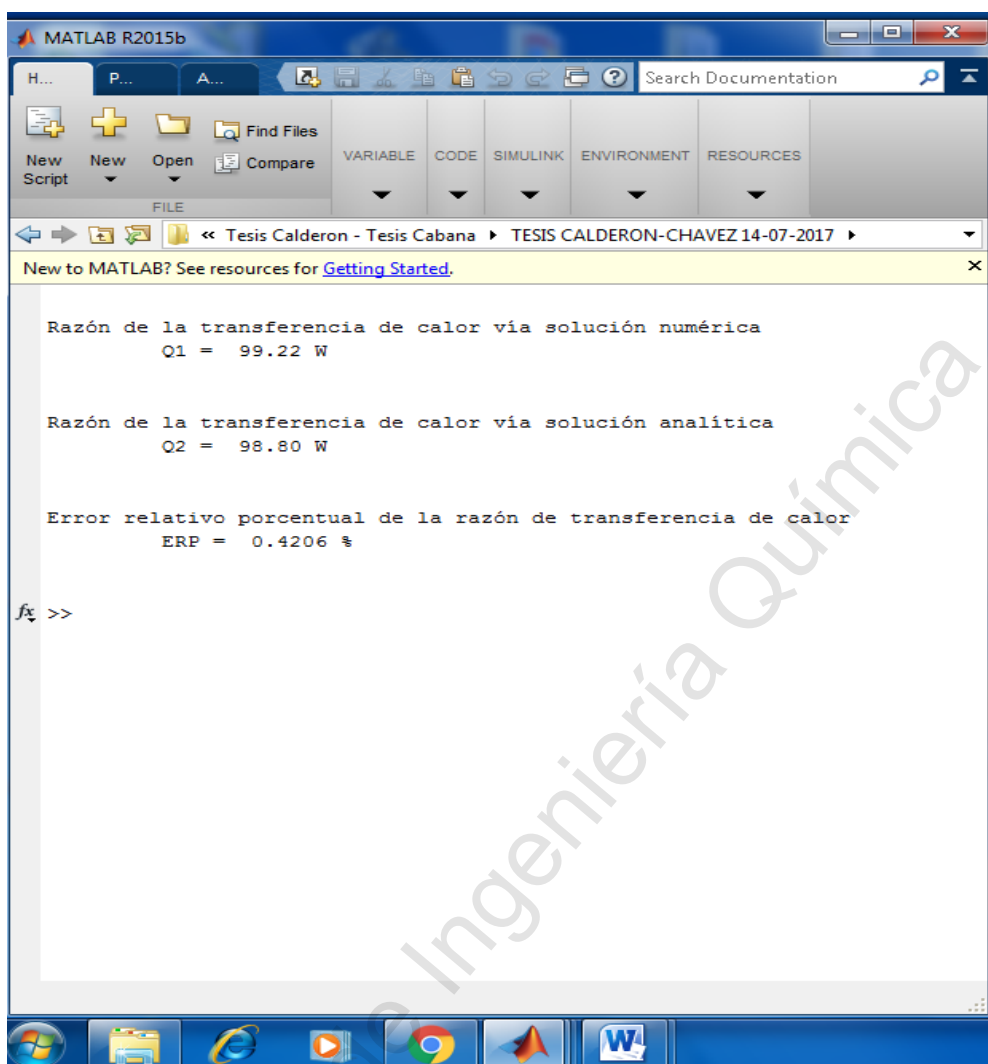 MATLAB R2015b
H... P... A... Search Documentation
New Script
New
Open
Find Files
Compare
VARIABLE CODE SIMULINK ENVIRONMENT RESOURCES
FILE
« Tesis Calderon - Tesis Cabana ▸ TESIS CALDERON-CHAVEZ 14-07-2017 ▸
New to MATLAB? See resources for Getting Started.
Razón de la transferencia de calor vía solución numérica
Q1 = 99.22 W
Razón de la transferencia de calor vía solución analítica
Q2 = 98.80 W
Error relativo porcentual de la razón de transferencia de calor
ERP = 0.4206 %
fx >>
e Ingeniería Química